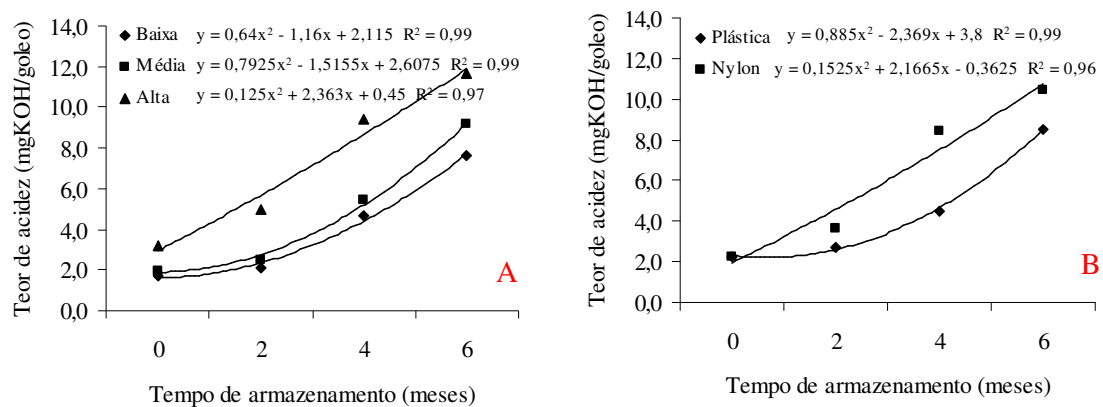 14,0
12,0
10,0
8,0
6,0
4,0
2,0
0,0
Teor de acidez (mgKOH/goleo)
Baixa y = 0,64x² - 1,16x + 2,115 R² = 0,99
Média y = 0,7925x² - 1,5155x + 2,6075 R² = 0,99
Alta y = 0,125x² + 2,363x + 0,45 R² = 0,97
A
0 2 4 6
Tempo de armazenamento (meses)
14,0
12,0
10,0
8,0
6,0
4,0
2,0
0,0
Teor de acidez (mgKOH/goleo)
Plástica y = 0,885x² - 2,369x + 3,8 R² = 0,99
Nylon y = 0,1525x² + 2,1665x - 0,3625 R² = 0,96
B
0 2 4 6
Tempo de armazenamento (meses)